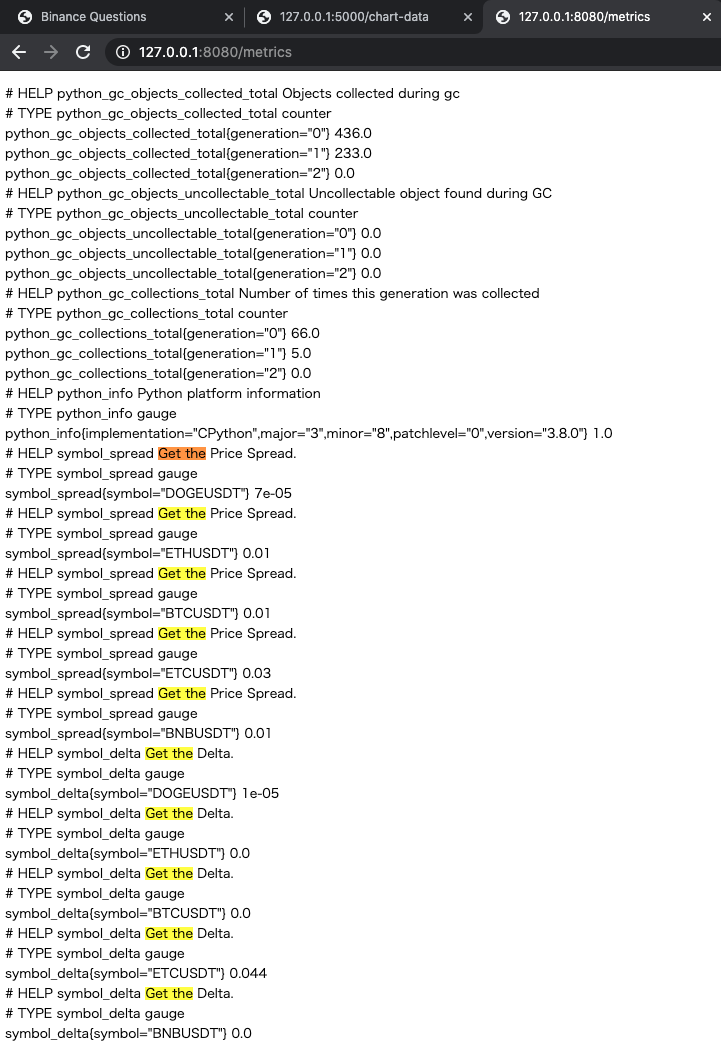 Binance Questions
127.0.0.1:5000/chart-data
127.0.0.1:8080/metrics
127.0.0.1:8080/metrics
# HELP python_gc_objects_collected_total Objects collected during gc
# TYPE python_gc_objects_collected_total counter
python_gc_objects_collected_total{generation="0"} 436.0
python_gc_objects_collected_total{generation="1"} 233.0
python_gc_objects_collected_total{generation="2"} 0.0
# HELP python_gc_objects_uncollectable_total Uncollectable object found during GC
# TYPE python_gc_objects_uncollectable_total counter
python_gc_objects_uncollectable_total{generation="0"} 0.0
python_gc_objects_uncollectable_total{generation="1"} 0.0
python_gc_objects_uncollectable_total{generation="2"} 0.0
# HELP python_gc_collections_total Number of times this generation was collected
# TYPE python_gc_collections_total counter
python_gc_collections_total{generation="0"} 66.0
python_gc_collections_total{generation="1"} 5.0
python_gc_collections_total{generation="2"} 0.0
# HELP python_info Python platform information
# TYPE python_info gauge
python_info{implementation="CPython",major="3",minor="8",patchlevel="0",version="3.8.0"} 1.0
# HELP symbol_spread Get the Price Spread.
# TYPE symbol_spread gauge
symbol_spread{symbol="DOGEUSDT"} 7e-05
# HELP symbol_spread Get the Price Spread.
# TYPE symbol_spread gauge
symbol_spread{symbol="ETHUSDT"} 0.01
# HELP symbol_spread Get the Price Spread.
# TYPE symbol_spread gauge
symbol_spread{symbol="BTCUSDT"} 0.01
# HELP symbol_spread Get the Price Spread.
# TYPE symbol_spread gauge
symbol_spread{symbol="ETCUSDT"} 0.03
# HELP symbol_spread Get the Price Spread.
# TYPE symbol_spread gauge
symbol_spread{symbol="BNBUSDT"} 0.01
# HELP symbol_delta Get the Delta.
# TYPE symbol_delta gauge
symbol_delta{symbol="DOGEUSDT"} 1e-05
# HELP symbol_delta Get the Delta.
# TYPE symbol_delta gauge
symbol_delta{symbol="ETHUSDT"} 0.0
# HELP symbol_delta Get the Delta.
# TYPE symbol_delta gauge
symbol_delta{symbol="BTCUSDT"} 0.0
# HELP symbol_delta Get the Delta.
# TYPE symbol_delta gauge
symbol_delta{symbol="ETCUSDT"} 0.044
# HELP symbol_delta Get the Delta.
# TYPE symbol_delta gauge
symbol_delta{symbol="BNBUSDT"} 0.0